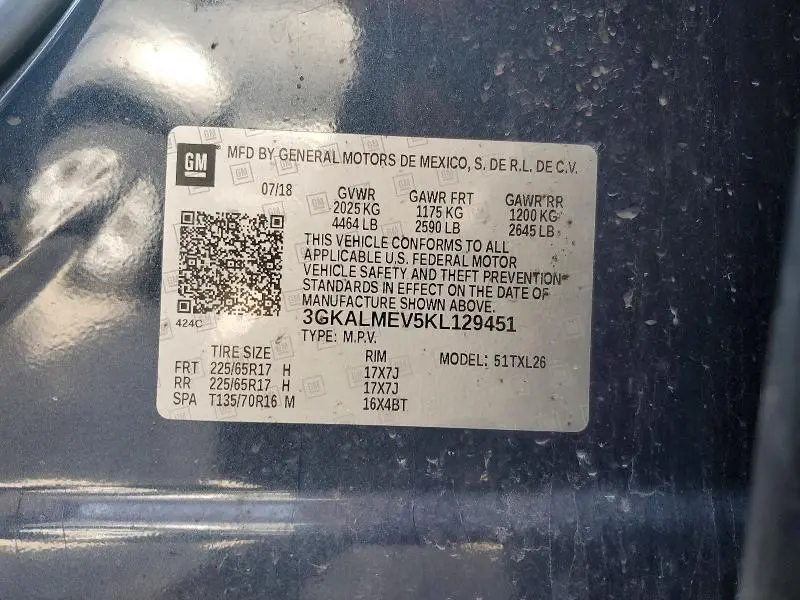 GM MFD BY GENERAL MOTORS DE MEXICO, S. DE R.L. DE C.V.
07/18 GVWR GAWR FRT GAWR RR
2025 KG 1175 KG 1200 KG
4464 LB 2590 LB 2645 LB
THIS VEHICLE CONFORMS TO ALL
APPLICABLE U.S. FEDERAL MOTOR
VEHICLE SAFETY AND THEFT PREVENTION
STANDARDS IN EFFECT ON THE DATE OF
MANUFACTURE SHOWN ABOVE.
424C 3GKALMEV5KL129451
TYPE: M.P.V.
TIRE SIZE RIM MODEL: 51TXL26
FRT 225/65R17 H 17X7J
RR 225/65R17 H 17X7J
SPA T135/70R16 M 16X4BT